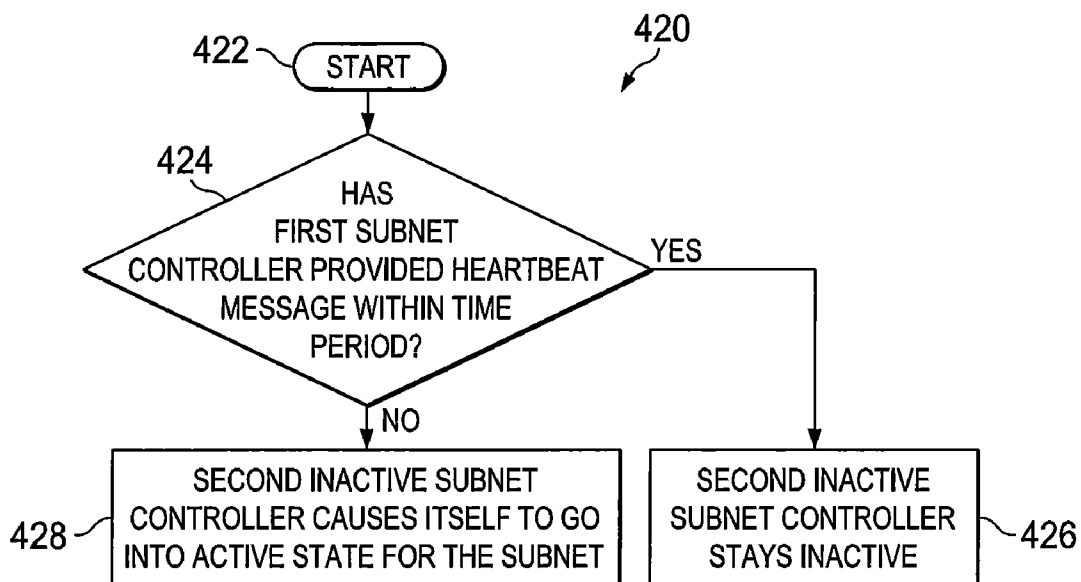 420
422
START
424
HAS
FIRST SUBNET
CONTROLLER PROVIDED HEARTBEAT
MESSAGE WITHIN TIME
PERIOD?
YES
NO
428
SECOND INACTIVE SUBNET
CONTROLLER CAUSES ITSELF TO GO
INTO ACTIVE STATE FOR THE SUBNET
SECOND INACTIVE
SUBNET CONTROLLER
STAYS INACTIVE
426